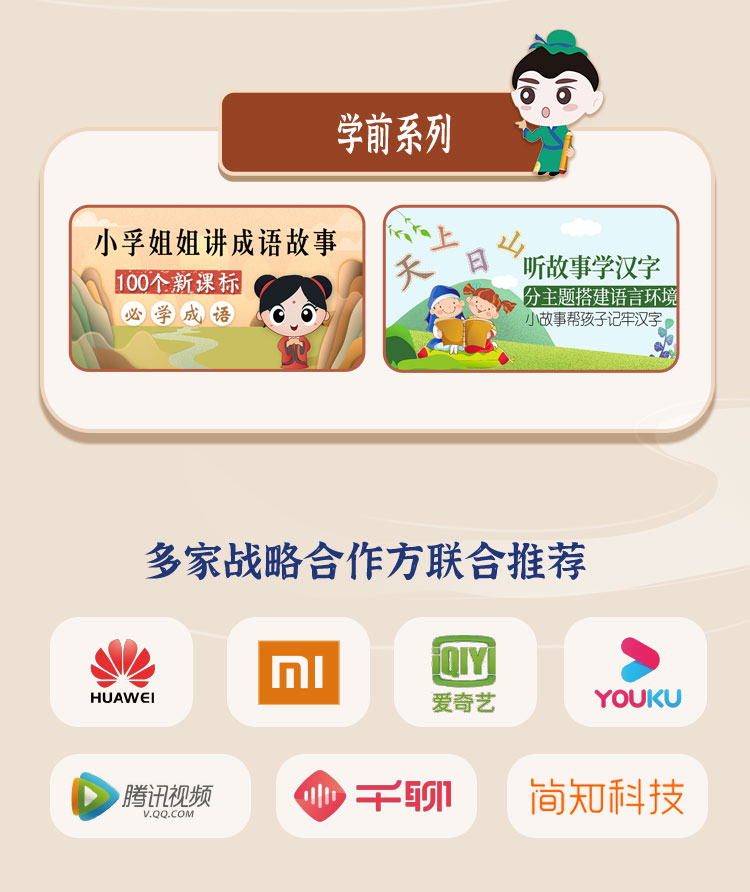 学前系列
小孚姐姐讲成语故事
100个新课标
必学成语
天上日山
听故事学汉字
分主题搭建语言环境
小故事帮孩子记牢汉字
多家战略合作方联合推荐
HUAWEI
mi
iQIYI
爱奇艺
YOUKU
腾讯视频
V.QQ.COM
千聊
简知科技